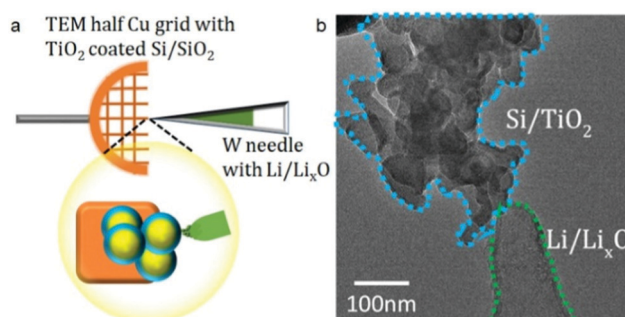 a
TEM half Cu grid with
TiO₂ coated Si/SiO₂
W needle
with Li/LiₓO
b
Si/TiO₂
Li/LiₓO
100nm